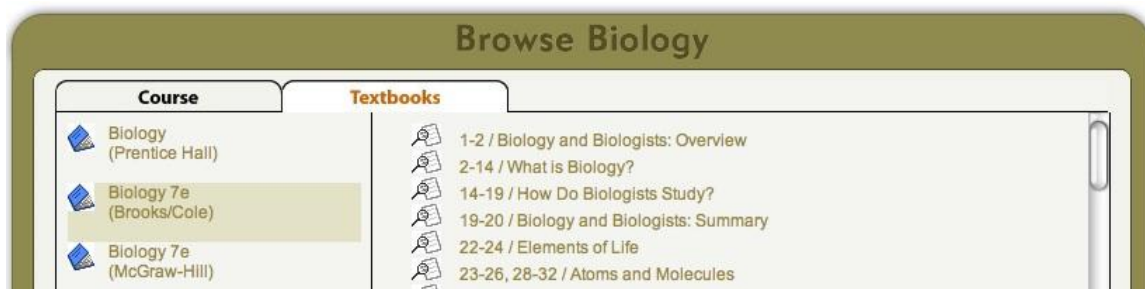 Browse Biology
Course
Textbooks
Biology
(Prentice Hall)
Biology 7e
(Brooks/Cole)
Biology 7e
(McGraw-Hill)
1-2 / Biology and Biologists: Overview
2-14 / What is Biology?
14-19 / How Do Biologists Study?
19-20 / Biology and Biologists: Summary
22-24 / Elements of Life
23-26, 28-32 / Atoms and Molecules